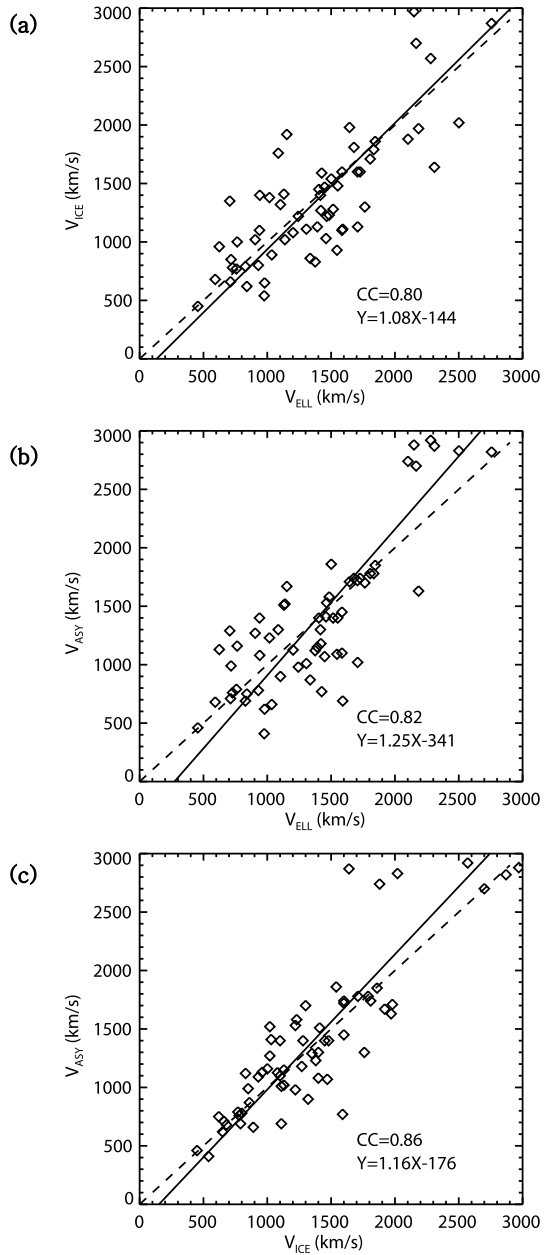 (a)
3000
2500
2000
1500
1000
500
0
V_ICE (km/s)
CC=0.80
Y=1.08X-144
0 500 1000 1500 2000 2500 3000
V_ELL (km/s)
(b)
3000
2500
2000
1500
1000
500
0
V_ASY (km/s)
CC=0.82
Y=1.25X-341
0 500 1000 1500 2000 2500 3000
V_ELL (km/s)
(c)
3000
2500
2000
1500
1000
500
0
V_ASY (km/s)
CC=0.86
Y=1.16X-176
0 500 1000 1500 2000 2500 3000
V_ICE (km/s)